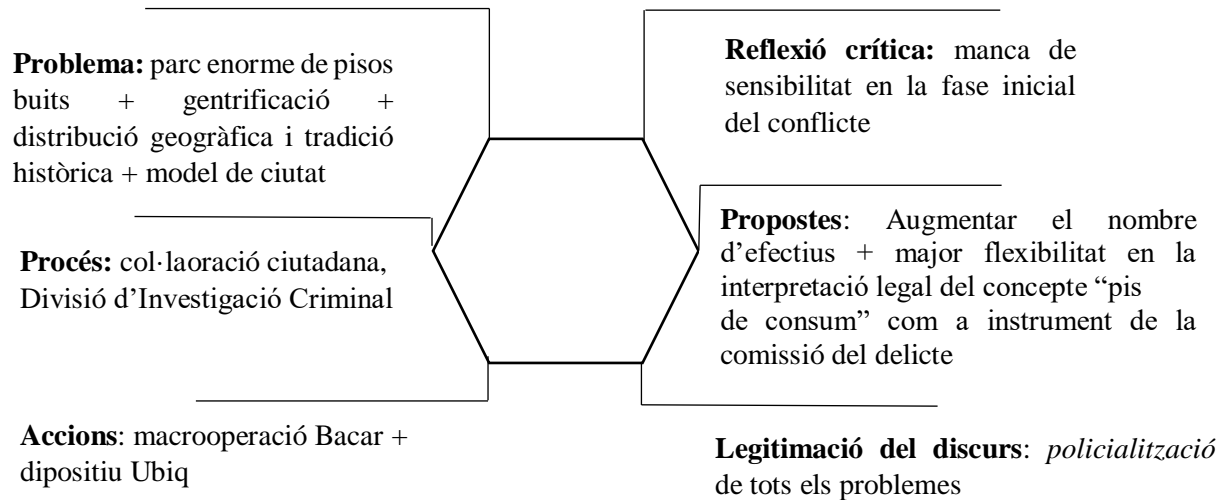 Problema: parc enorme de pisos
buits + gentrificació +
distribució geogràfica i tradició
històrica + model de ciutat
Procés: col·laoració ciutadana,
Divisió d’Investigació Criminal
Accions: macrooperació Bacar +
dipositiu Ubiq
Reflexió crítica: manca de
sensibilitat en la fase inicial
del conflicte
Propostes: Augmentar el nombre
d’efectius + major flexibilitat en la
interpretació legal del concepte “pis
de consum” com a instrument de la
comissió del delicte
Legitimació del discurs: policialització
de tots els problemes